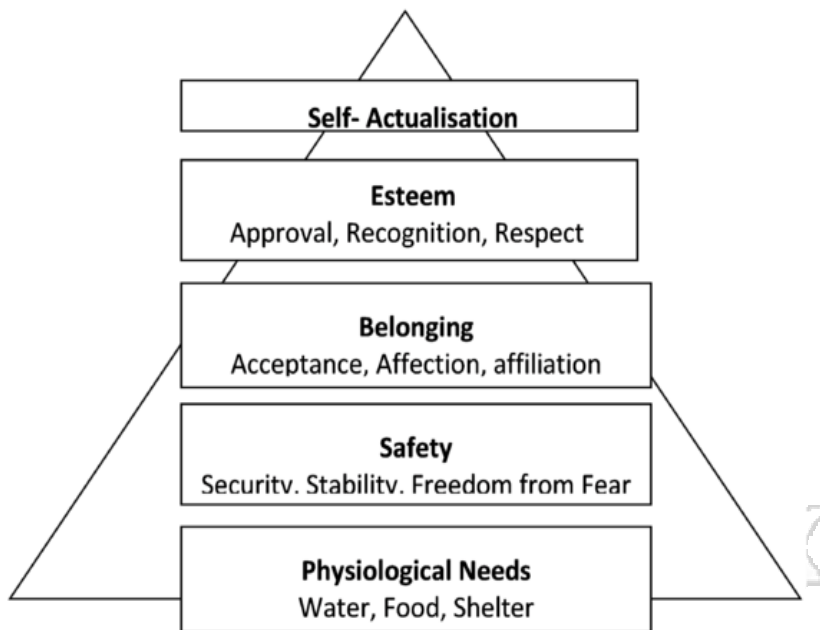 Self- Actualisation
Esteem
Approval, Recognition, Respect
Belonging
Acceptance, Affection, affiliation
Safety
Security, Stability, Freedom from Fear
Physiological Needs
Water, Food, Shelter